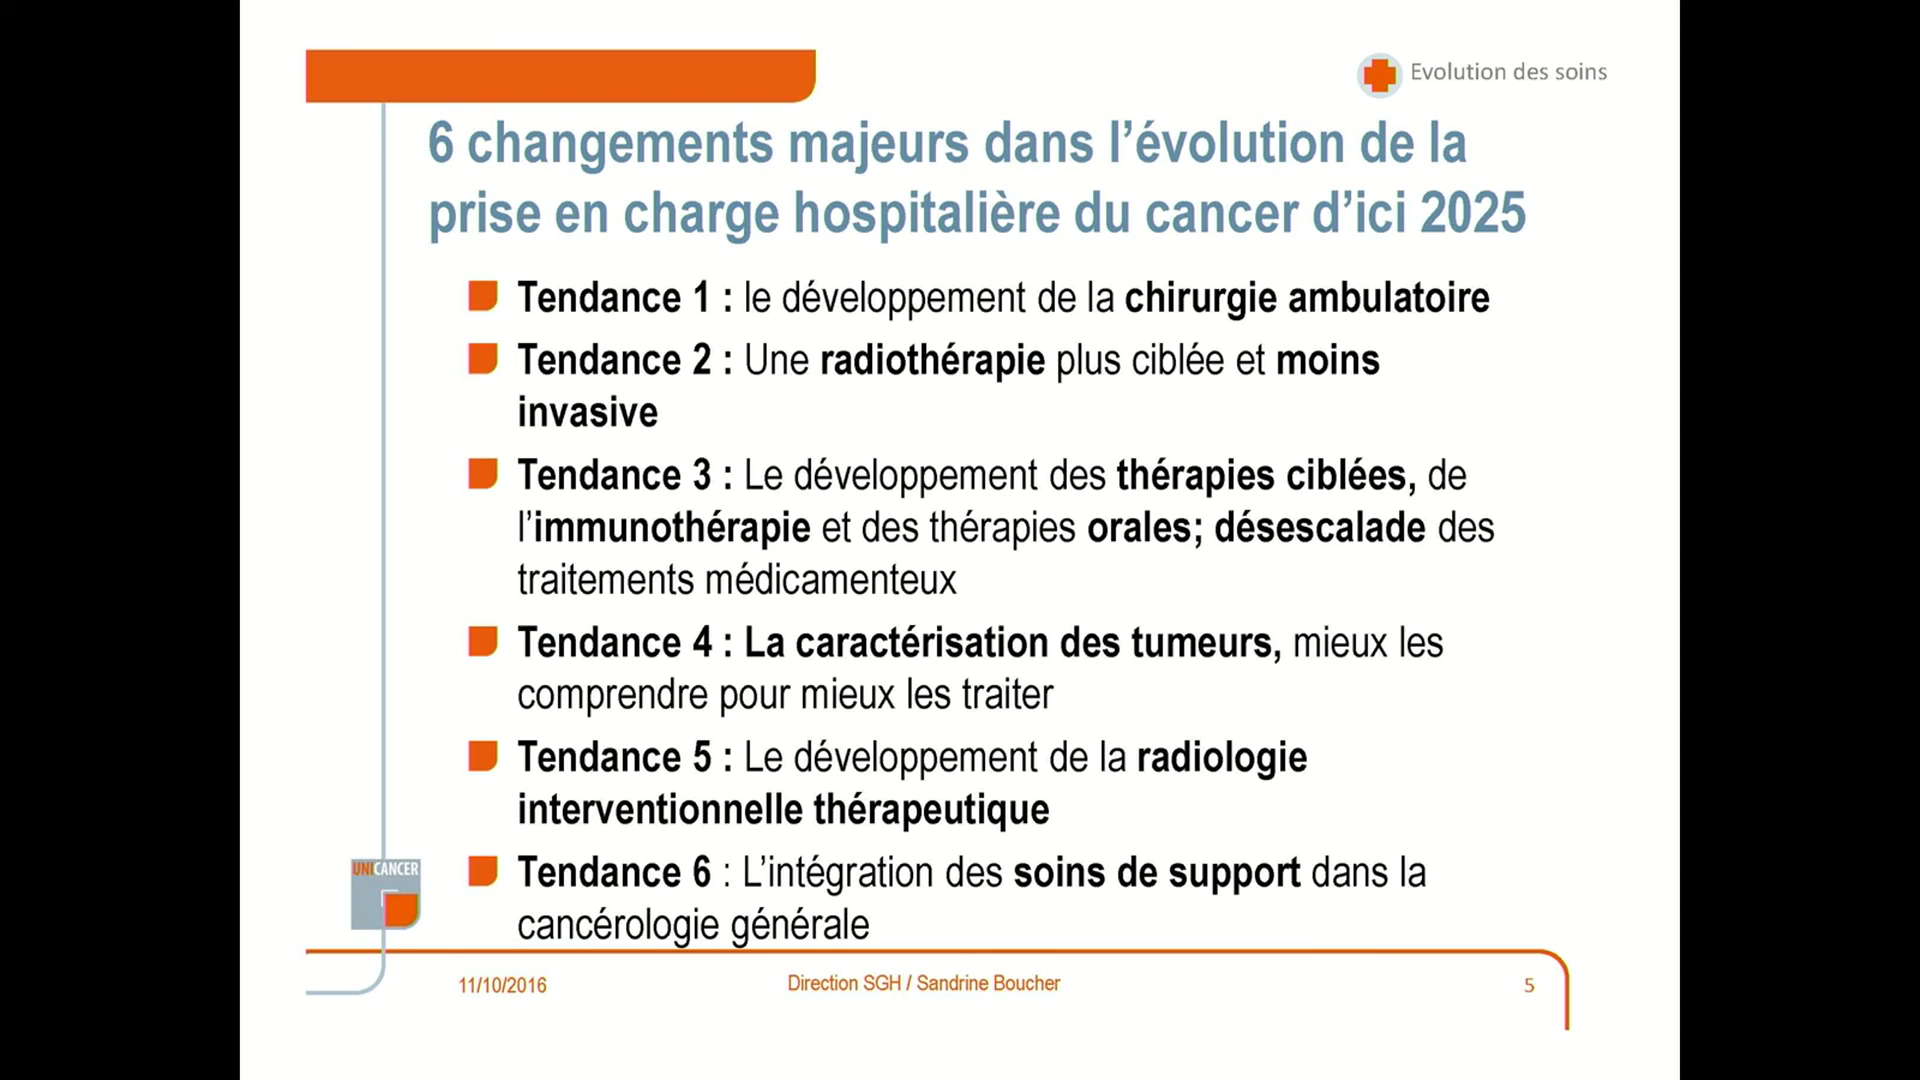 Evolution des soins
6 changements majeurs dans l’évolution de la
prise en charge hospitalière du cancer d’ici 2025
Tendance 1 : le développement de la chirurgie ambulatoire
Tendance 2 : Une radiothérapie plus ciblée et moins
invasive
Tendance 3 : Le développement des thérapies ciblées, de
l’immunothérapie et des thérapies orales; désescalade des
traitements médicamenteux
Tendance 4 : La caractérisation des tumeurs, mieux les
comprendre pour mieux les traiter
Tendance 5 : Le développement de la radiologie
interventionnelle thérapeutique
Tendance 6 : L’intégration des soins de support dans la
cancérologie générale
UNICANCER
11/10/2016
Direction SGH / Sandrine Boucher
5